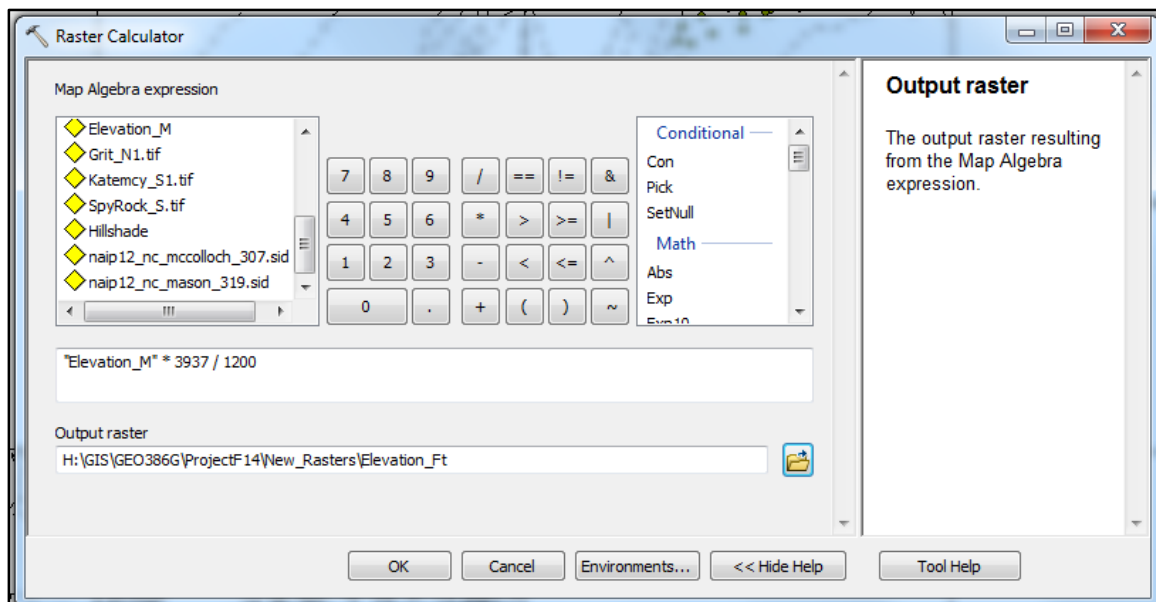 Raster Calculator
Map Algebra expression
Elevation_M
Grit_N1.tif
Katemcy_S1.tif
SpyRock_S.tif
Hillshade
naip12_nc_mccolloch_307.sid
naip12_nc_mason_319.sid
7 8 9 / == != &
4 5 6 * > >= |
1 2 3 - < <= ^
0 . + ( ) ~
Conditional
Con
Pick
SetNull
Math
Abs
Exp
Exp10
"Elevation_M" * 3937 / 1200
Output raster
H:\GIS\GEO386G\ProjectF14\New_Rasters\Elevation_Ft
OK Cancel Environments... << Hide Help Tool Help
Output raster
The output raster resulting
from the Map Algebra
expression.